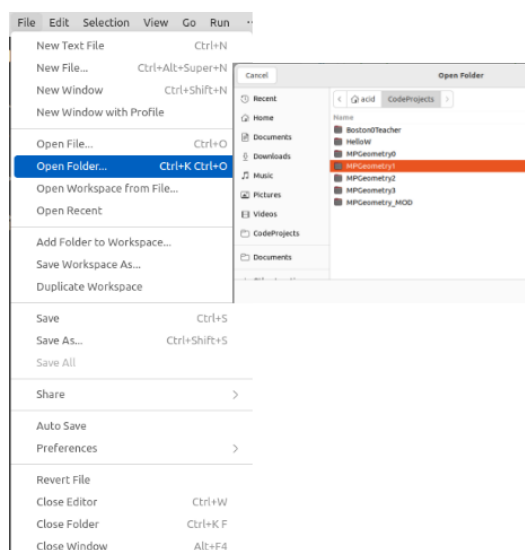 File Edit Selection View Go Run ..
New Text File Ctrl+N
New File... Ctrl+Alt+Super+N
New Window Ctrl+Shift+N
New Window with Profile
Open File... Ctrl+O
Open Folder... Ctrl+K Ctrl+O
Open Workspace from File...
Open Recent
Add Folder to Workspace...
Save Workspace As...
Duplicate Workspace
Save Ctrl+S
Save As... Ctrl+Shift+S
Save All
Share
Auto Save
Preferences
Revert File
Close Editor Ctrl+W
Close Folder Ctrl+K F
Close Window Alt+F4
Cancel Open Folder
Recent
Home
Documents
Downloads
Music
Pictures
Videos
CodeProjects
Documents
acid CodeProjects
Name
Boston0Teacher
HelloW
MPGeometry0
MPGeometry1
MPGeometry2
MPGeometry3
MPGeometry_MOD